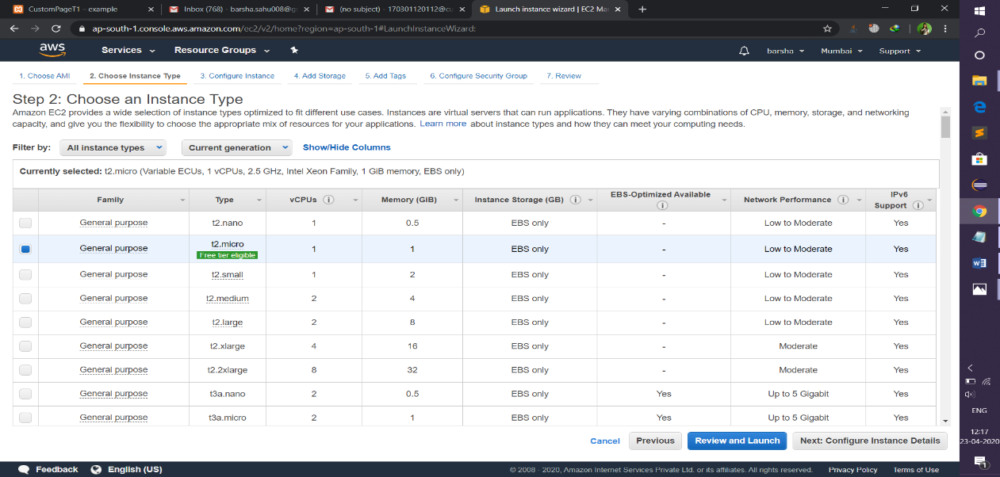 CustomPageT1 – example
Inbox (768) - barsha.sahu008@g
(no subject) - 170301120112@cu
Launch instance wizard | EC2 Ma
ap-south-1.console.aws.amazon.com/ec2/v2/home?region=ap-south-1#LaunchInstanceWizard:
aws Services Resource Groups barsha Mumbai Support
1. Choose AMI 2. Choose Instance Type 3. Configure Instance 4. Add Storage 5. Add Tags 6. Configure Security Group 7. Review
Step 2: Choose an Instance Type
Amazon EC2 provides a wide selection of instance types optimized to fit different use cases. Instances are virtual servers that can run applications. They have varying combinations of CPU, memory, storage, and networking
capacity, and give you the flexibility to choose the appropriate mix of resources for your applications. Learn more about instance types and how they can meet your computing needs.
Filter by: All instance types Current generation Show/Hide Columns
Currently selected: t2.micro (Variable ECUs, 1 vCPUs, 2.5 GHz, Intel Xeon Family, 1 GiB memory, EBS only)
Family Type vCPUs Memory (GiB) Instance Storage (GB) EBS-Optimized Available Network Performance IPv6 Support
General purpose t2.nano 1 0.5 EBS only - Low to Moderate Yes
General purpose t2.micro Free tier eligible 1 1 EBS only - Low to Moderate Yes
General purpose t2.small 1 2 EBS only - Low to Moderate Yes
General purpose t2.medium 2 4 EBS only - Low to Moderate Yes
General purpose t2.large 2 8 EBS only - Low to Moderate Yes
General purpose t2.xlarge 4 16 EBS only - Moderate Yes
General purpose t2.2xlarge 8 32 EBS only - Moderate Yes
General purpose t3a.nano 2 0.5 EBS only Yes Up to 5 Gigabit Yes
General purpose t3a.micro 2 1 EBS only Yes Up to 5 Gigabit Yes
Cancel Previous Review and Launch Next: Configure Instance Details
Feedback English (US) © 2008 - 2020, Amazon Internet Services Private Ltd. or its affiliates. All rights reserved. Privacy Policy Terms of Use
ENG
12:17
23-04-2020
1